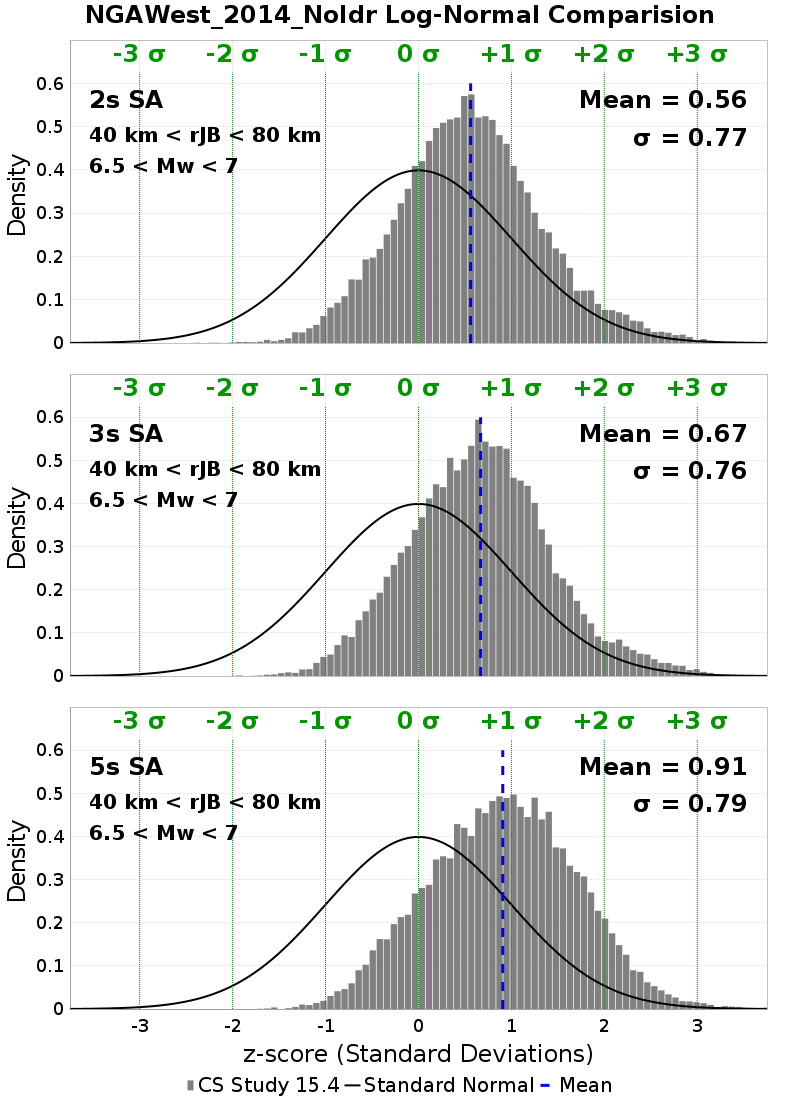 NGAWest_2014_NoIdr Log-Normal Comparision
-3 σ -2 σ -1 σ 0 σ +1 σ +2 σ +3 σ
0.6
2s SA Mean = 0.56
0.5
40 km < rJB < 80 km σ = 0.77
6.5 < Mw < 7
0.4
0.3
0.2
0.1
0
Density
-3 σ -2 σ -1 σ 0 σ +1 σ +2 σ +3 σ
0.6
3s SA Mean = 0.67
0.5
40 km < rJB < 80 km σ = 0.76
6.5 < Mw < 7
0.4
0.3
0.2
0.1
0
Density
-3 σ -2 σ -1 σ 0 σ +1 σ +2 σ +3 σ
0.6
5s SA Mean = 0.91
0.5
40 km < rJB < 80 km σ = 0.79
6.5 < Mw < 7
0.4
0.3
0.2
0.1
0
Density
-3 -2 -1 0 1 2 3
z-score (Standard Deviations)
CS Study 15.4 Standard Normal Mean